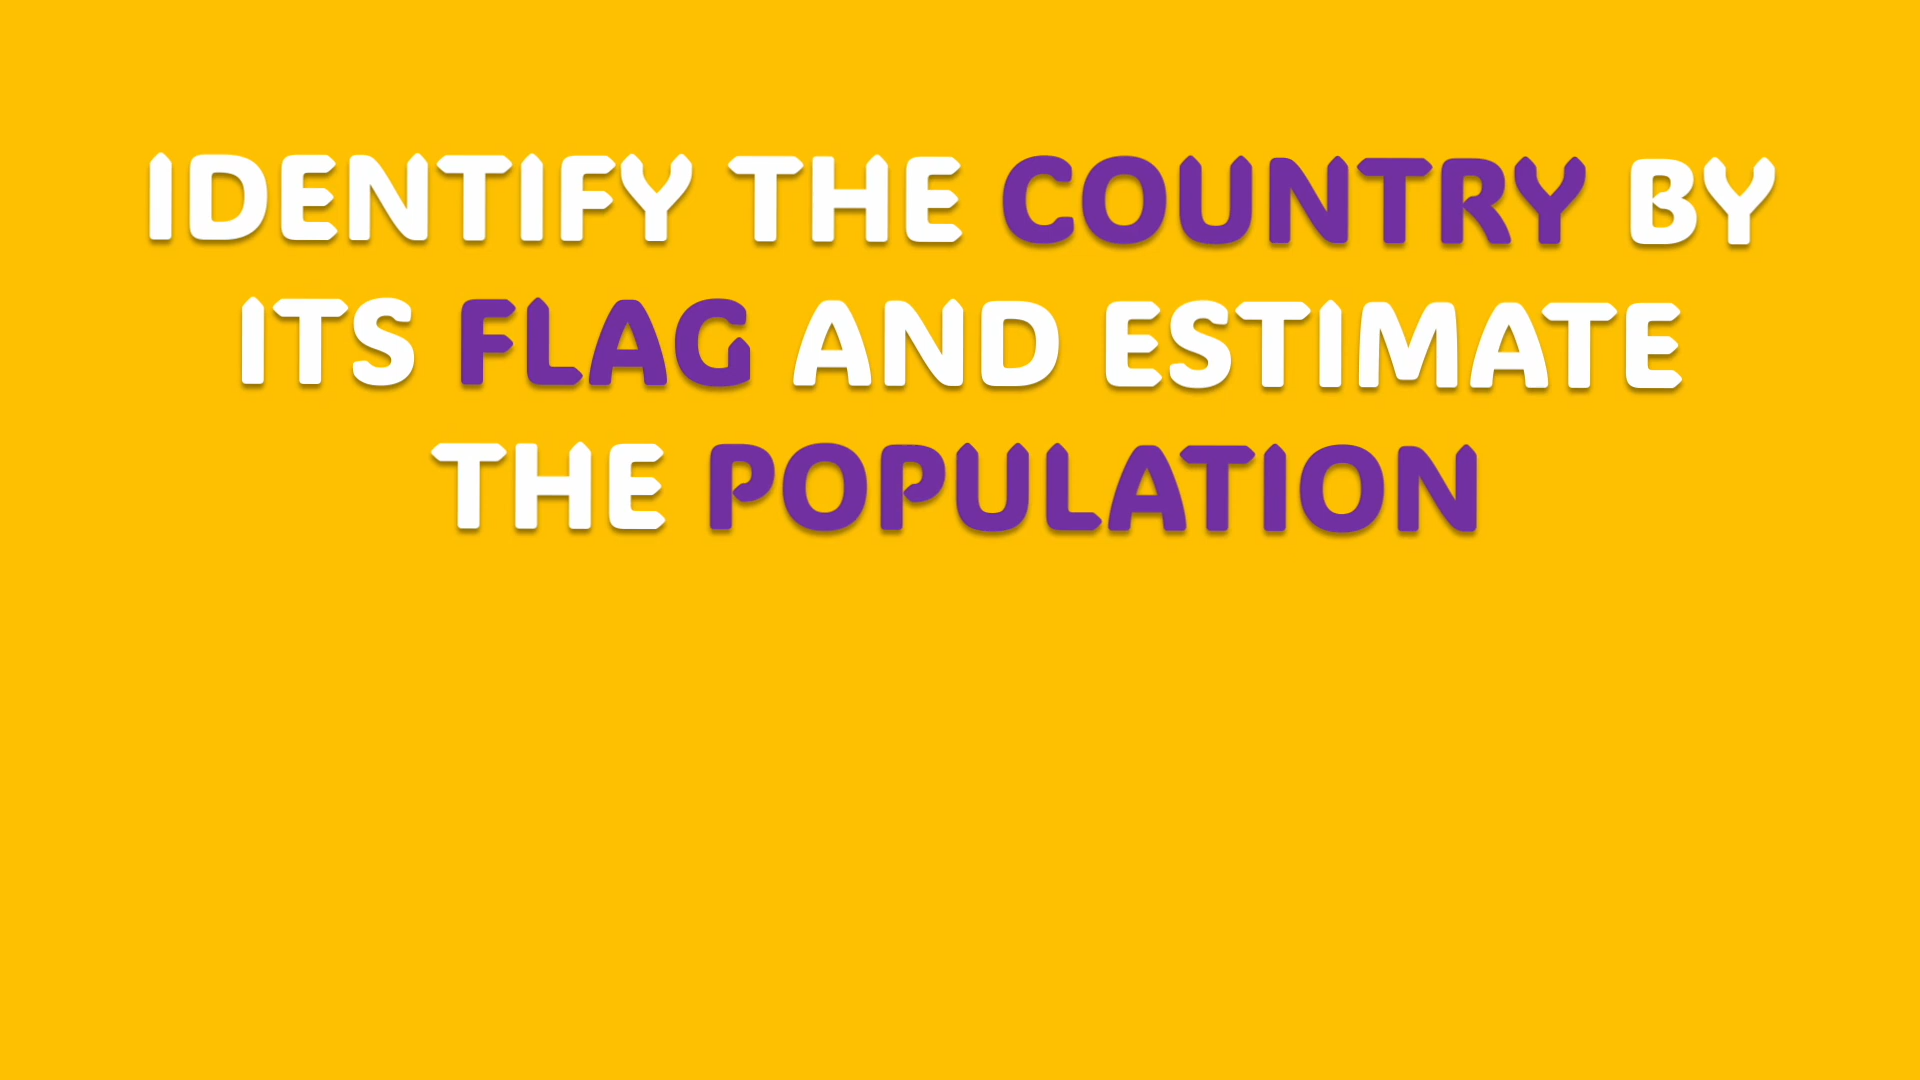 IDENTIFY THE COUNTRY BY
ITS FLAG AND ESTIMATE
THE POPULATION